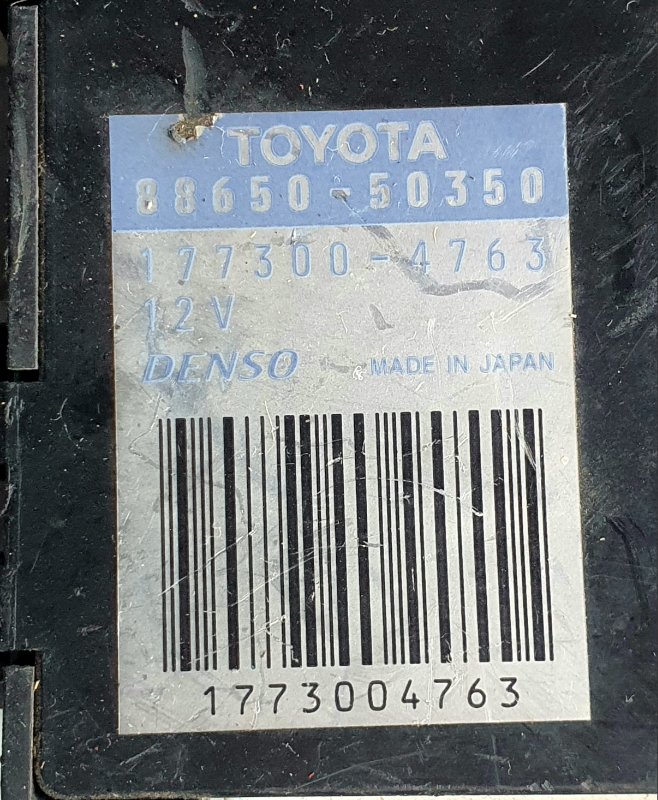 TOYOTA
88650-50350
177300-4763
12V
DENSO MADE IN JAPAN
1773004763